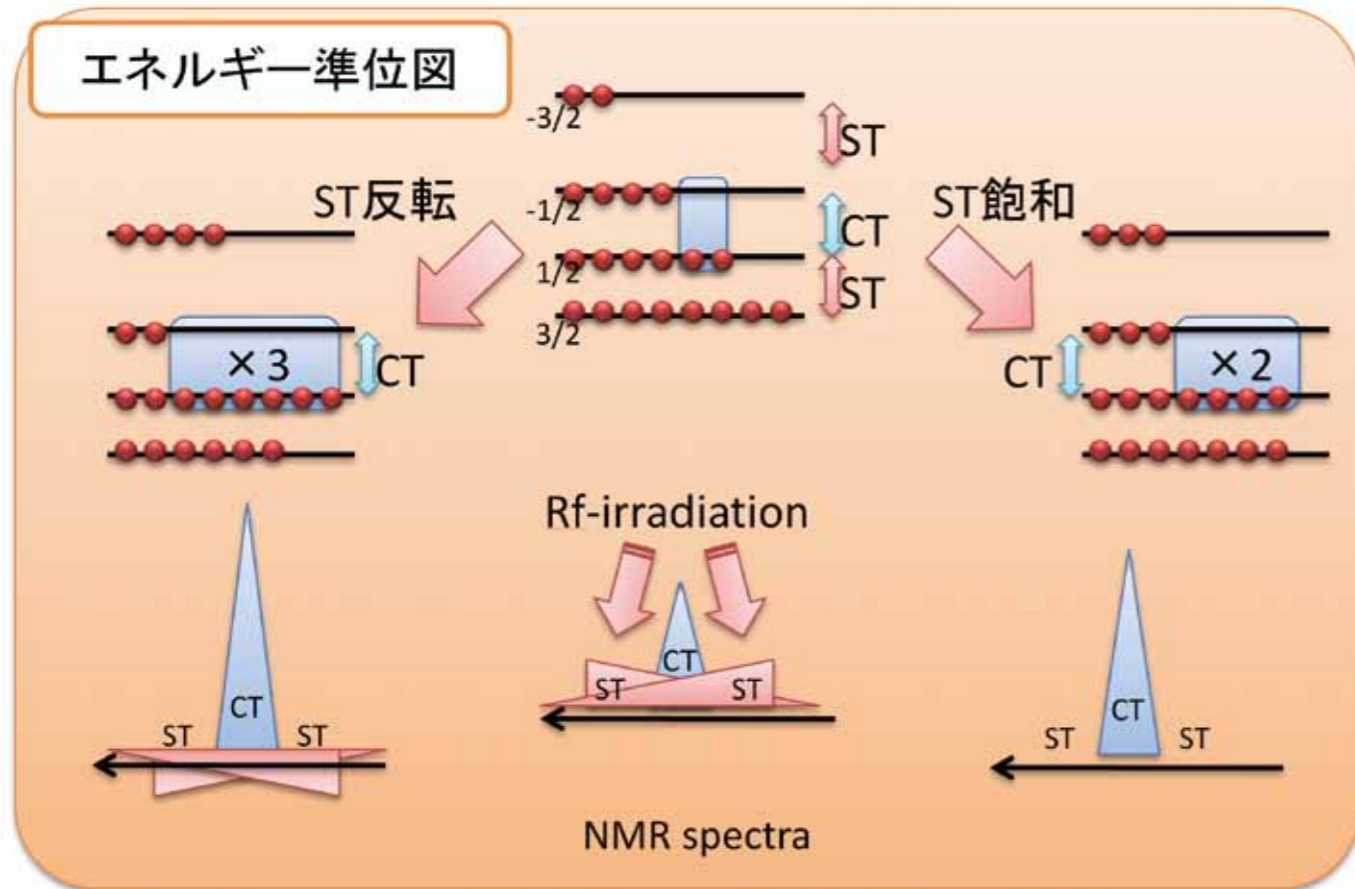 エネルギー準位図
-3/2
ST
ST反転
-1/2
CT
ST飽和
1/2
ST
3/2
×3
CT
CT
×2
Rf-irradiation
CT
ST
ST
CT
ST
ST
CT
ST
ST
NMR spectra